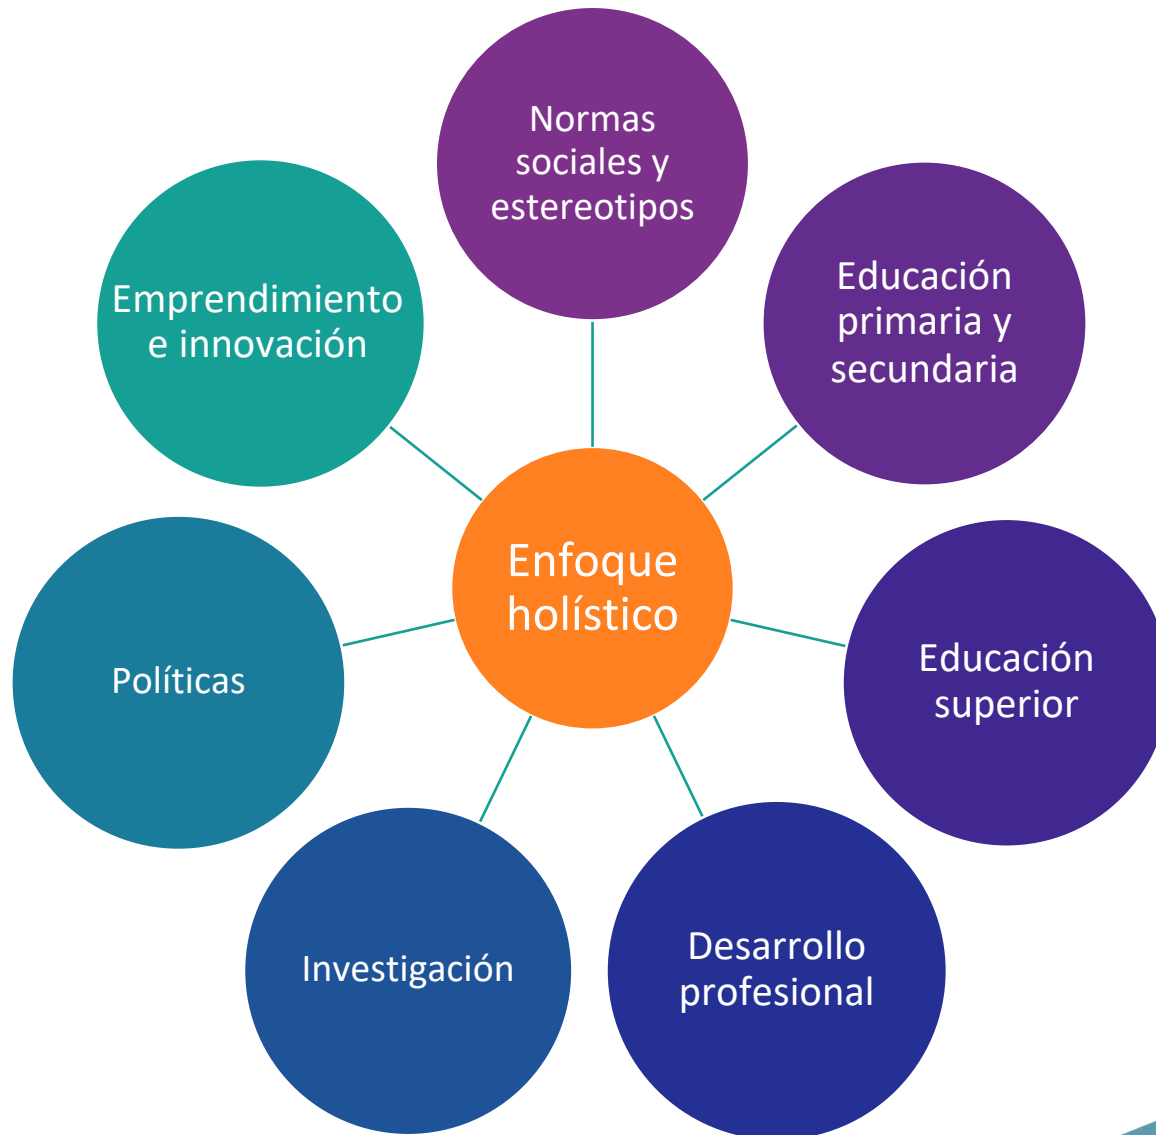 Normas
sociales y
estereotipos
Educación
primaria y
secundaria
Educación
superior
Desarrollo
profesional
Investigación
Políticas
Emprendimiento
e innovación
Enfoque
holístico